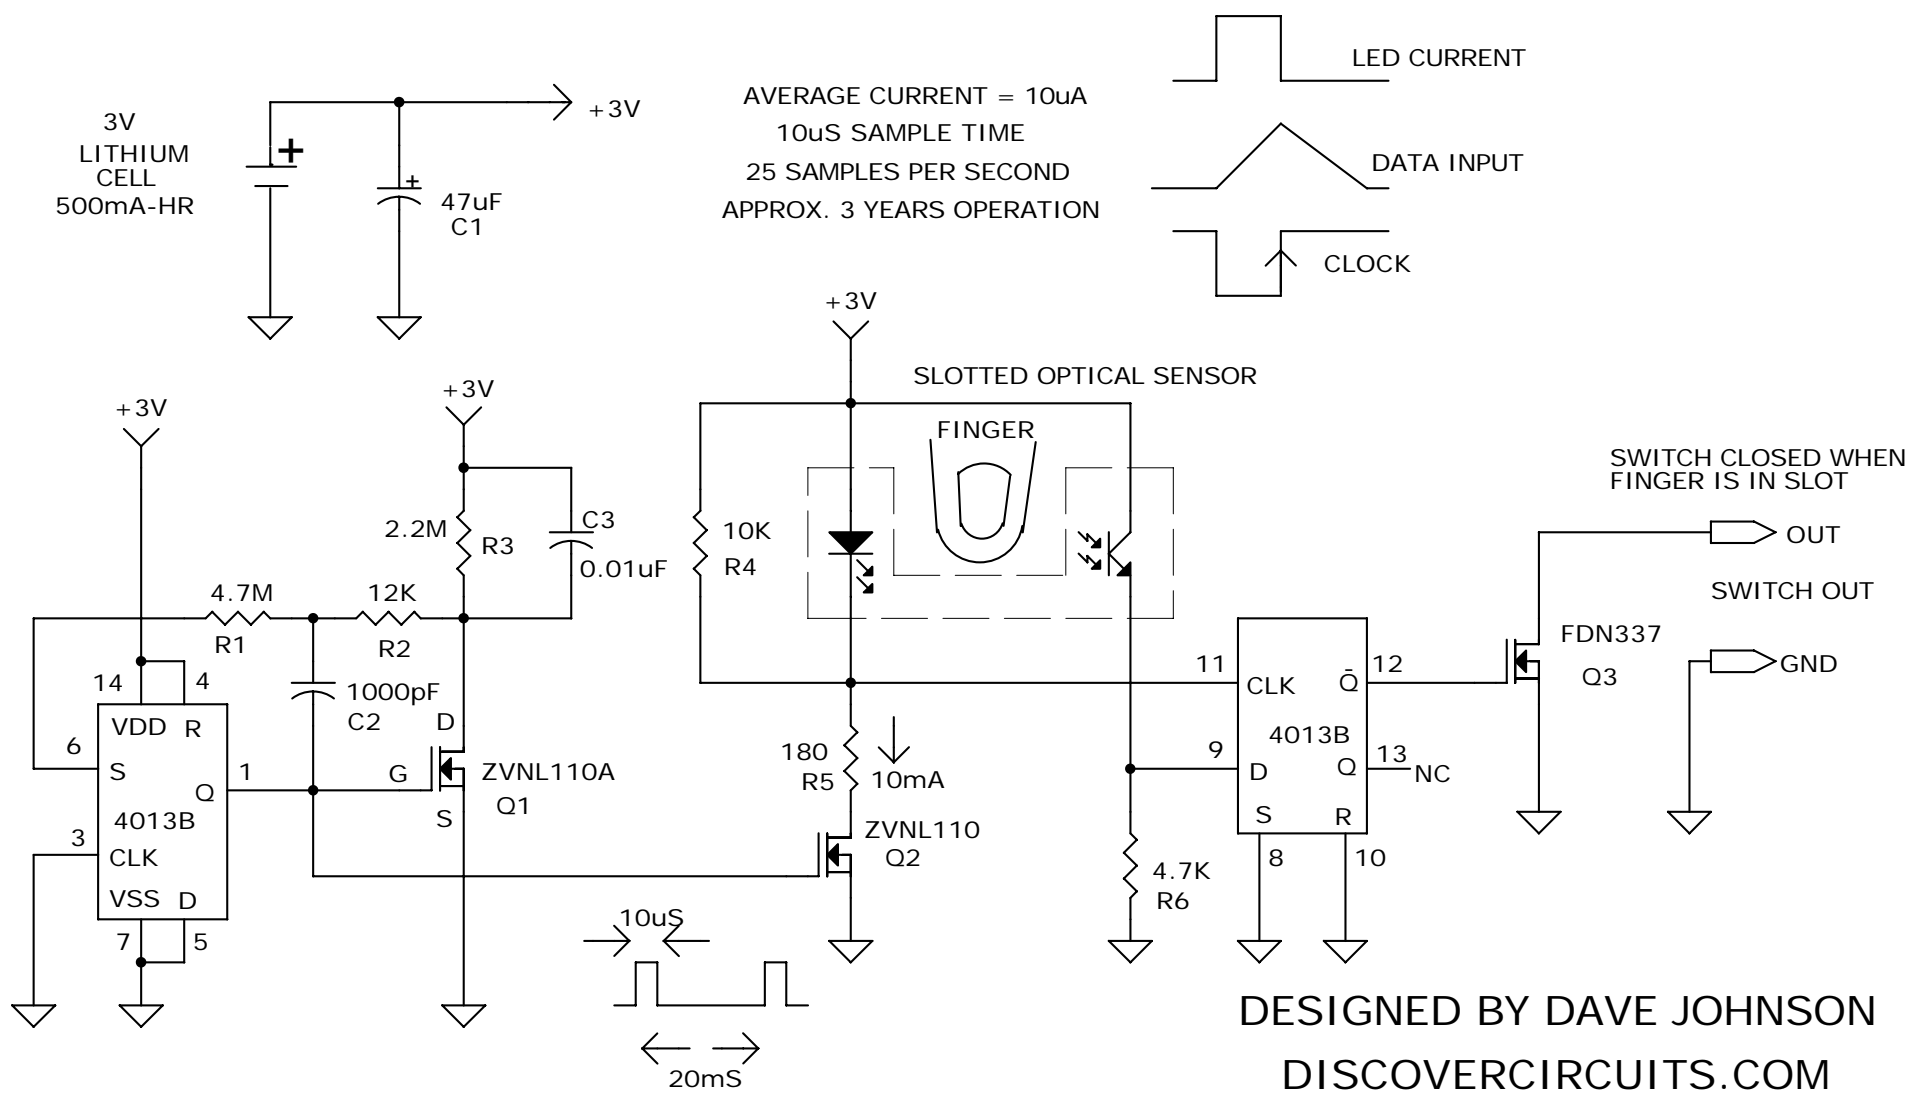 LED CURRENT
DATA INPUT
CLOCK
AVERAGE CURRENT = 10uA
10uS SAMPLE TIME
25 SAMPLES PER SECOND
APPROX. 3 YEARS OPERATION
3V
LITHIUM
CELL
500mA-HR
+
+
47uF
C1
+3V
+3V
+3V
+3V
SLOTTED OPTICAL SENSOR
FINGER
2.2M
R3
C3
0.01uF
10K
R4
4.7M
R1
12K
R2
1000pF
C2
14
4
VDD
R
6
S
1
Q
4013B
3
CLK
VSS
D
7
5
D
G
S
ZVNL110A
Q1
180
R5
10mA
ZVNL110
Q2
10uS
20mS
11
CLK
Q̄
12
4013B
9
D
Q
13
NC
S
R
8
10
4.7K
R6
FDN337
Q3
SWITCH CLOSED WHEN
FINGER IS IN SLOT
OUT
SWITCH OUT
GND
DESIGNED BY DAVE JOHNSON
DISCOVERCIRCUITS.COM